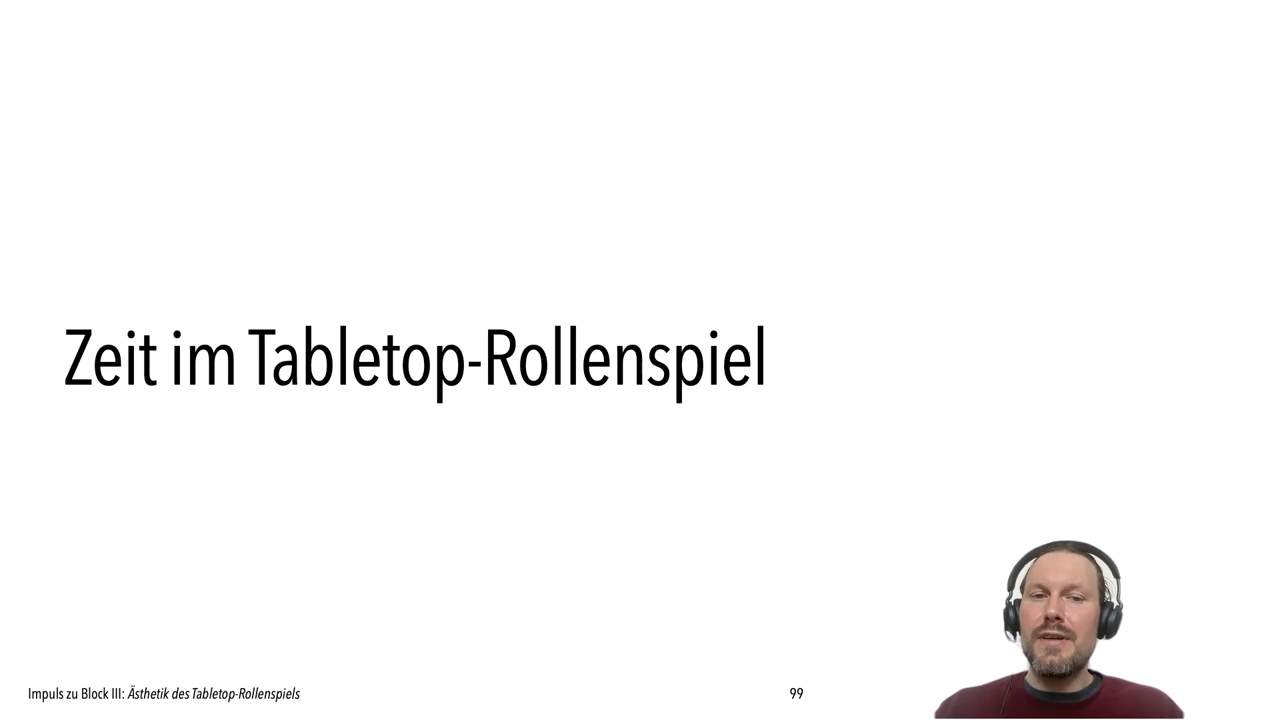 Zeit im Tabletop-Rollenspiel
Impuls zu Block III: Ästhetik des Tabletop-Rollenspiels
99